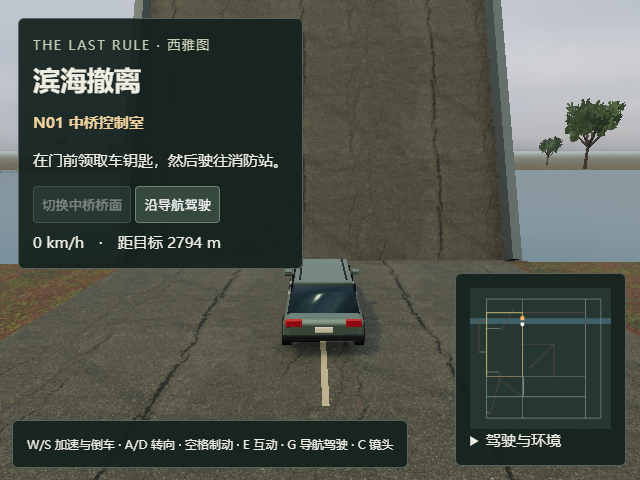 THE LAST RULE · 西雅图
滨海撤离
N01 中桥控制室
在门前领取车钥匙，然后驶往消防站。
切换中桥桥面
沿导航驾驶
0 km/h · 距目标 2794 m
▶ 驾驶与环境
W/S 加速与倒车 · A/D 转向 · 空格制动 · E 互动 · G 导航驾驶 · C 镜头